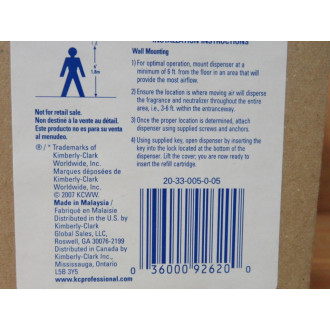 INSTALLATION INSTRUCTIONS
Wall Mounting
1) For optimal operation, mount dispenser at a
minimum of 6 ft. from the floor in an area that
will provide the most airflow.
2) Ensure the location is where moving air will disperse
the fragrance and neutralizer throughout the entire
area, i.e., 3-6 ft. within the entryway.
3) Once the proper location is determined, attach
dispenser using supplied screws and anchors.
4) Using supplied key, open dispenser by inserting the
key into the lock located at the bottom of the
dispenser. Lift the cover; you are now ready to
insert the refill cartridge.
1.8m
Not for retail sale.
Non destiné à la vente au détail.
Este producto no es para su venta
al menudeo.
®/* Trademarks of
Kimberly-Clark
Worldwide, Inc.
Marques déposées de
Kimberly-Clark
Worldwide, Inc.
© 2007 KCWW.
Made in Malaysia /
Fabriqué en Malaisie
Distributed in the U.S. by
Kimberly-Clark
Global Sales, LLC,
Roswell, GA 30076-2199
Distributed in Canada by
Kimberly-Clark Inc.,
Mississauga, Ontario
L5B 3Y5
www.kcprofessional.com
20-33-005-0-05
0 36000 92620 0